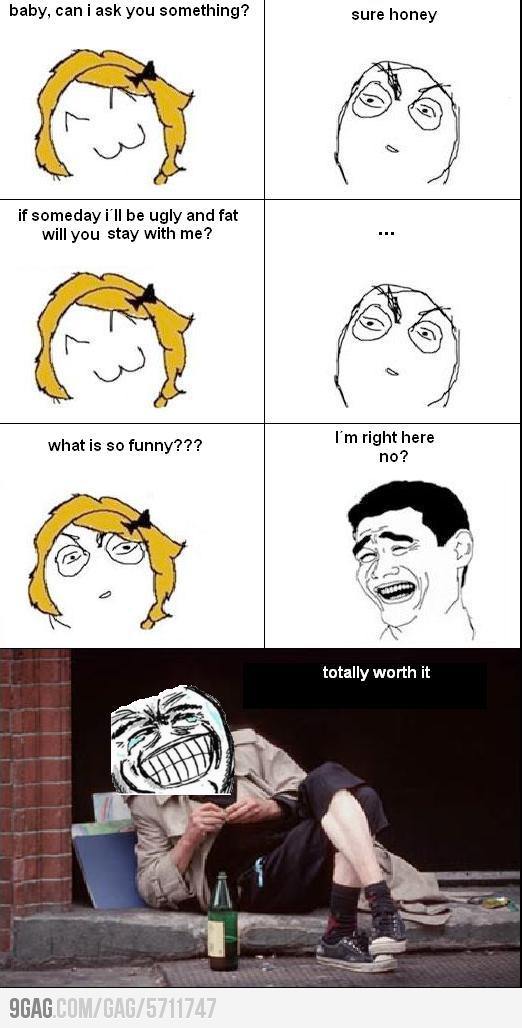 baby, can i ask you something?
sure honey
if someday i´ll be ugly and fat
will you stay with me?
...
what is so funny???
I´m right here
no?
totally worth it
9GAG.COM/GAG/5711747